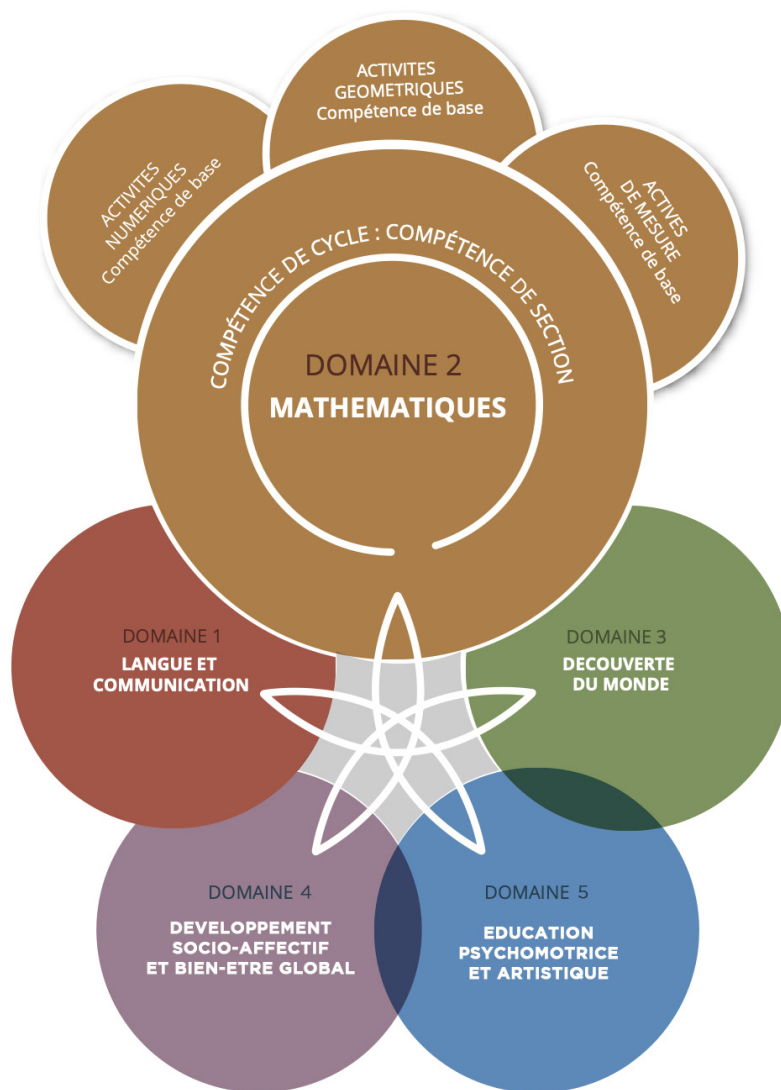 ACTIVITES
GEOMETRIQUES
Compétence de base
ACTIVITES
NUMERIQUES
Compétence de base
ACTIVES
DE MESURE
Compétence de base
COMPÉTENCE DE CYCLE : COMPÉTENCE DE SECTION
DOMAINE 2
MATHEMATIQUES
DOMAINE 1
LANGUE ET
COMMUNICATION
DOMAINE 3
DECOUVERTE
DU MONDE
DOMAINE 4
DEVELOPPEMENT
SOCIO-AFFECTIF
ET BIEN-ETRE GLOBAL
DOMAINE 5
EDUCATION
PSYCHOMOTRICE
ET ARTISTIQUE